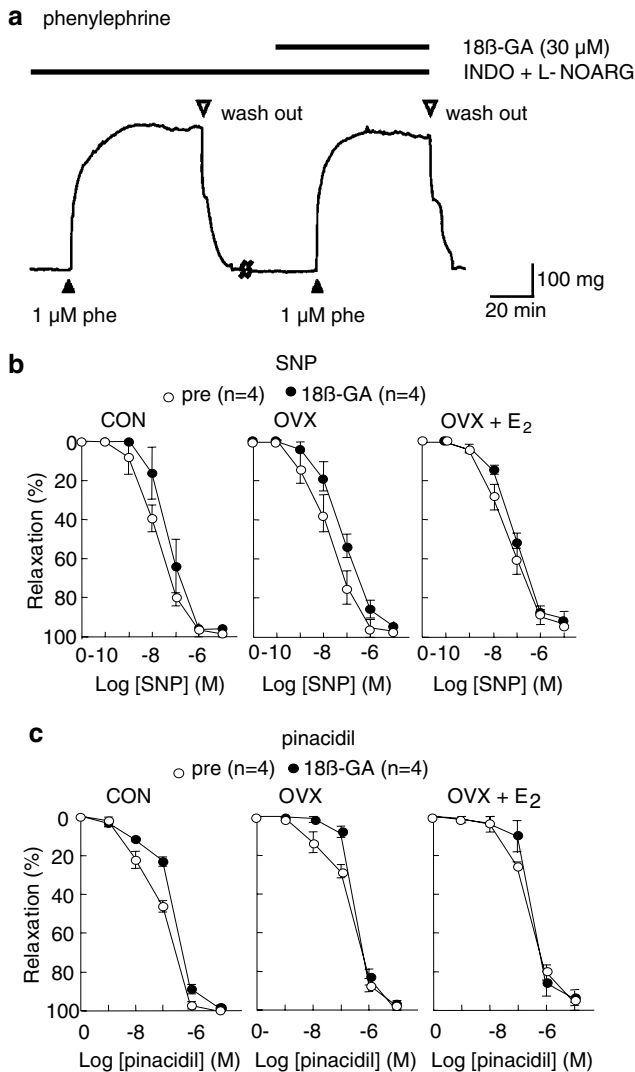 a phenylephrine
18ß-GA (30 µM)
INDO + L-NOARG
wash out wash out
1 µM phe 1 µM phe
100 mg
20 min
b SNP
pre (n=4) 18ß-GA (n=4)
CON OVX OVX + E2
Relaxation (%)
0
20
40
60
80
100
0-10 -8 -6 0-10 -8 -6 0-10 -8 -6
Log [SNP] (M) Log [SNP] (M) Log [SNP] (M)
c pinacidil
pre (n=4) 18ß-GA (n=4)
CON OVX OVX + E2
Relaxation (%)
0
20
40
60
80
100
0 -8 -6 0- -8 -6 0 -8 -6
Log [pinacidil] (M) Log [pinacidil] (M) Log [pinacidil] (M)